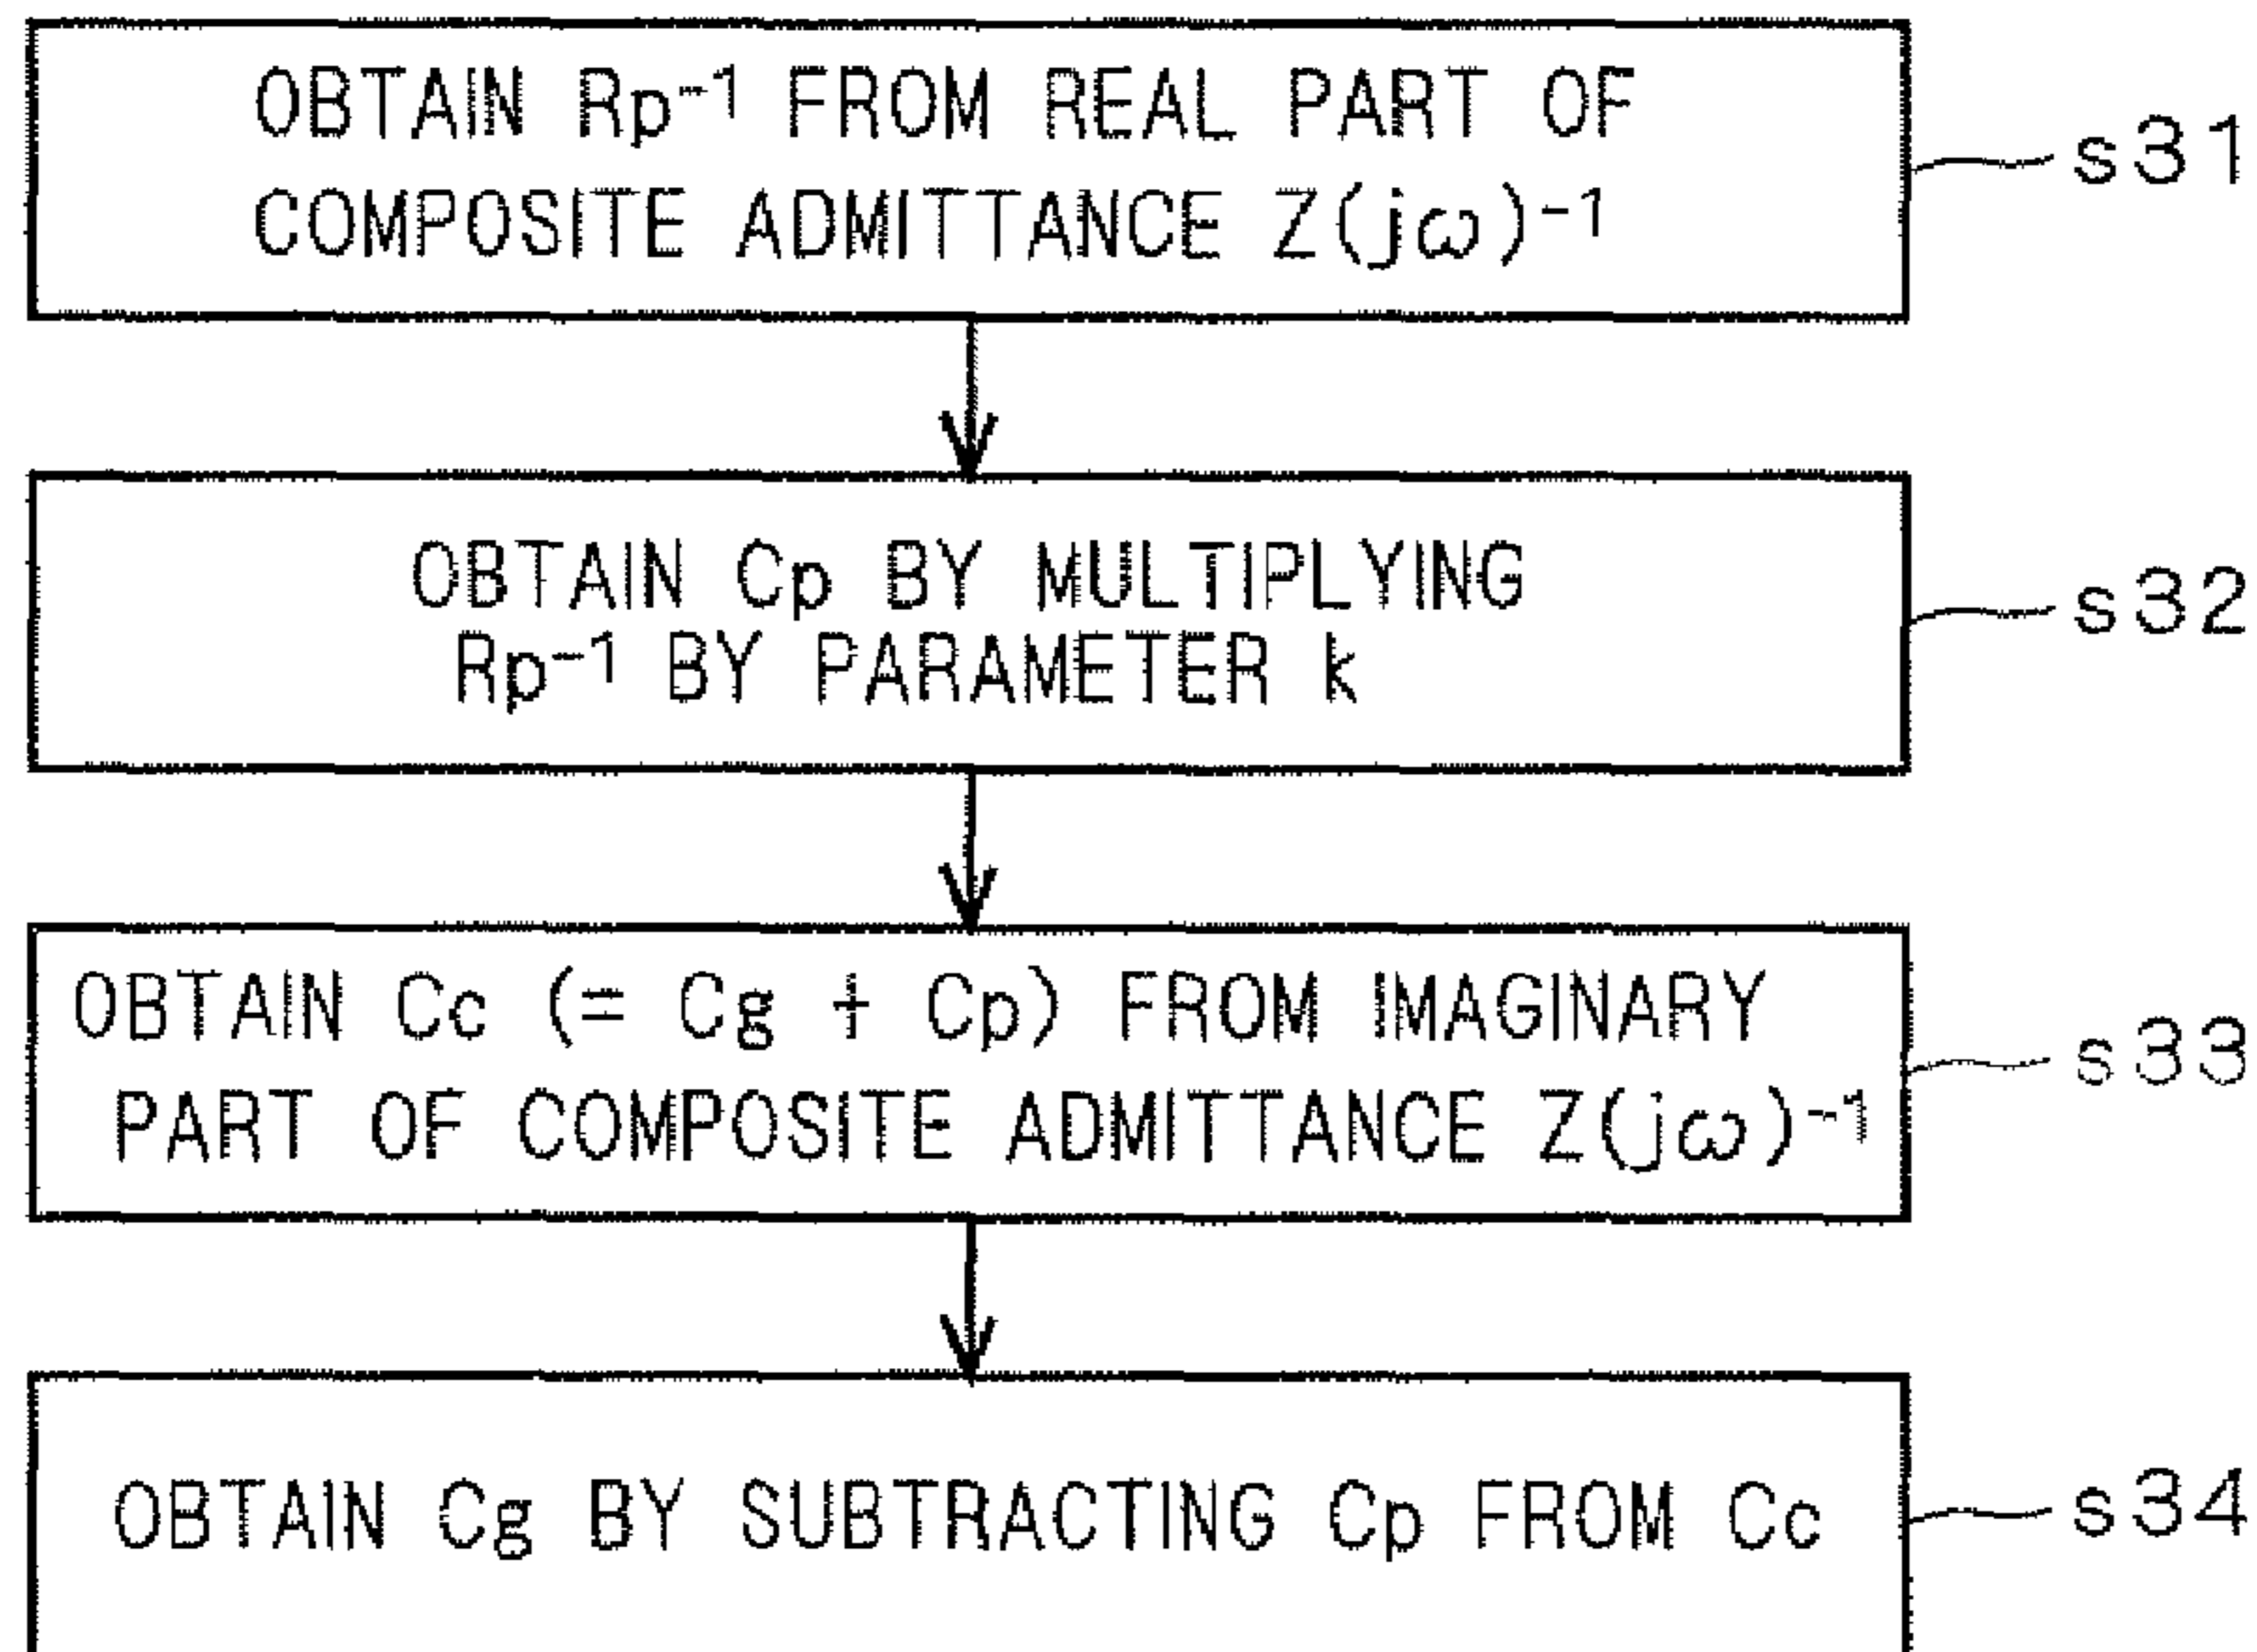 OBTAIN Rp⁻¹ FROM REAL PART OF
COMPOSITE ADMITTANCE Z(jω)⁻¹
s31
OBTAIN Cp BY MULTIPLYING
Rp⁻¹ BY PARAMETER k
s32
OBTAIN Cc (= Cg + Cp) FROM IMAGINARY
PART OF COMPOSITE ADMITTANCE Z(jω)⁻¹
s33
OBTAIN Cg BY SUBTRACTING Cp FROM Cc
s34